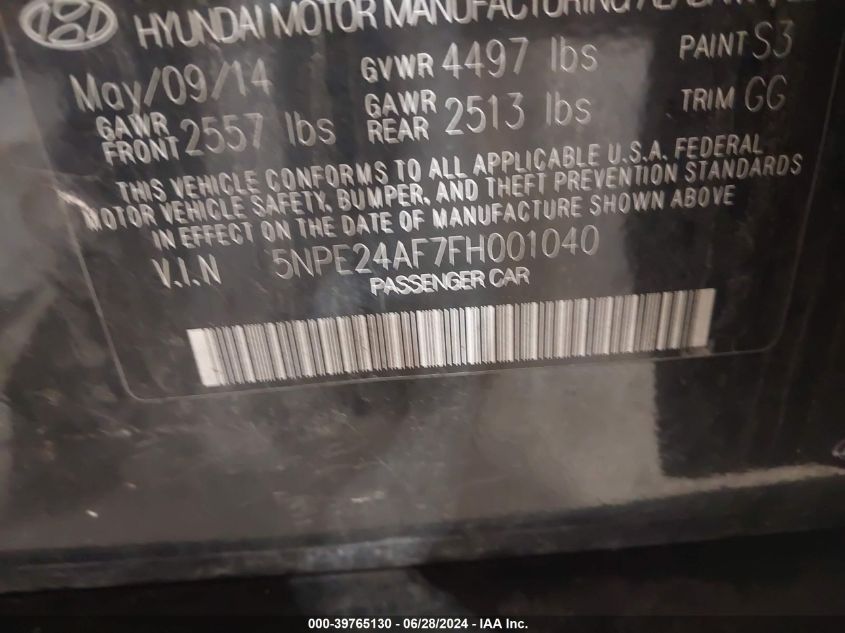 HYUNDAI MOTOR MANUFACTURING
May/09/14 GVWR 4497 lbs PAINT S3
GAWR FRONT 2557 lbs GAWR REAR 2513 lbs TRIM GG
THIS VEHICLE CONFORMS TO ALL APPLICABLE U.S.A. FEDERAL
MOTOR VEHICLE SAFETY, BUMPER, AND THEFT PREVENTION STANDARDS
IN EFFECT ON THE DATE OF MANUFACTURE SHOWN ABOVE
V.I.N 5NPE24AF7FH001040
PASSENGER CAR
000-39765130 - 06/28/2024 - IAA Inc.